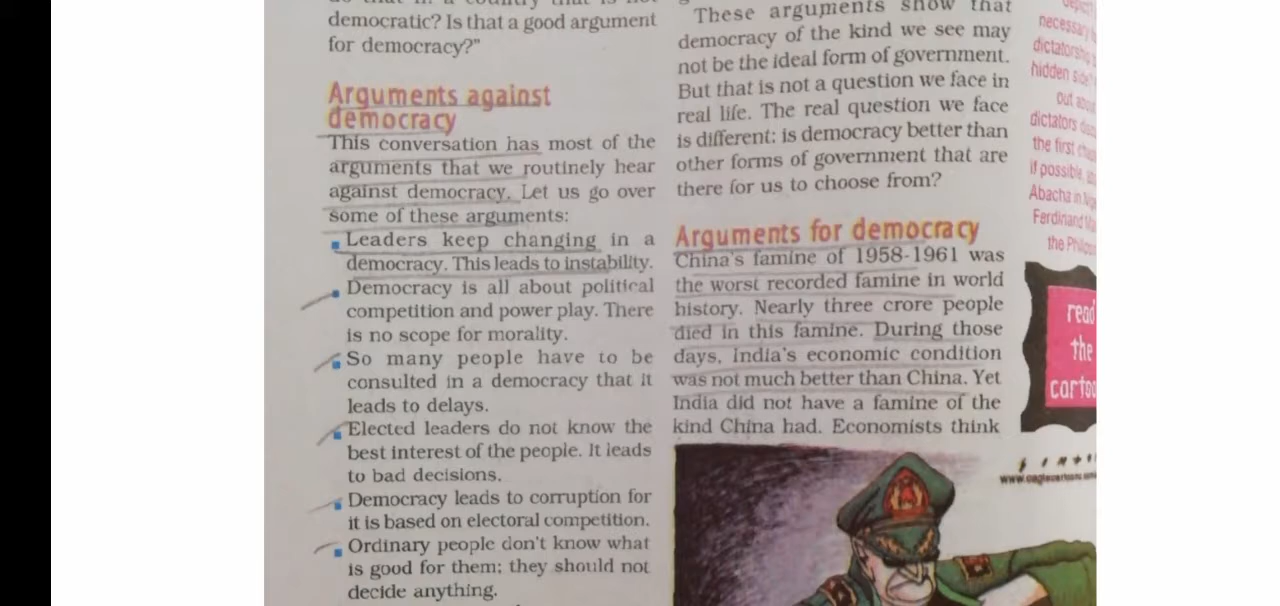 democratic? Is that a good argument
for democracy?"
Arguments against
democracy
This conversation has most of the
arguments that we routinely hear
against democracy. Let us go over
some of these arguments:
Leaders keep changing in a
democracy. This leads to instability.
Democracy is all about political
competition and power play. There
is no scope for morality.
So many people have to be
consulted in a democracy that it
leads to delays.
Elected leaders do not know the
best interest of the people. It leads
to bad decisions.
Democracy leads to corruption for
it is based on electoral competition.
Ordinary people don't know what
is good for them; they should not
decide anything.
These arguments show that
democracy of the kind we see may
not be the ideal form of government.
But that is not a question we face in
real life. The real question we face
is different: is democracy better than
other forms of government that are
there for us to choose from?
Arguments for democracy
China's famine of 1958-1961 was
the worst recorded famine in world
history. Nearly three crore people
died in this famine. During those
days, India's economic condition
was not much better than China. Yet
India did not have a famine of the
kind China had. Economists think
necessary
dictatorship
hidden side
out
dictators
the first
if possible,
Abacha in
Ferdinand
the
read
the